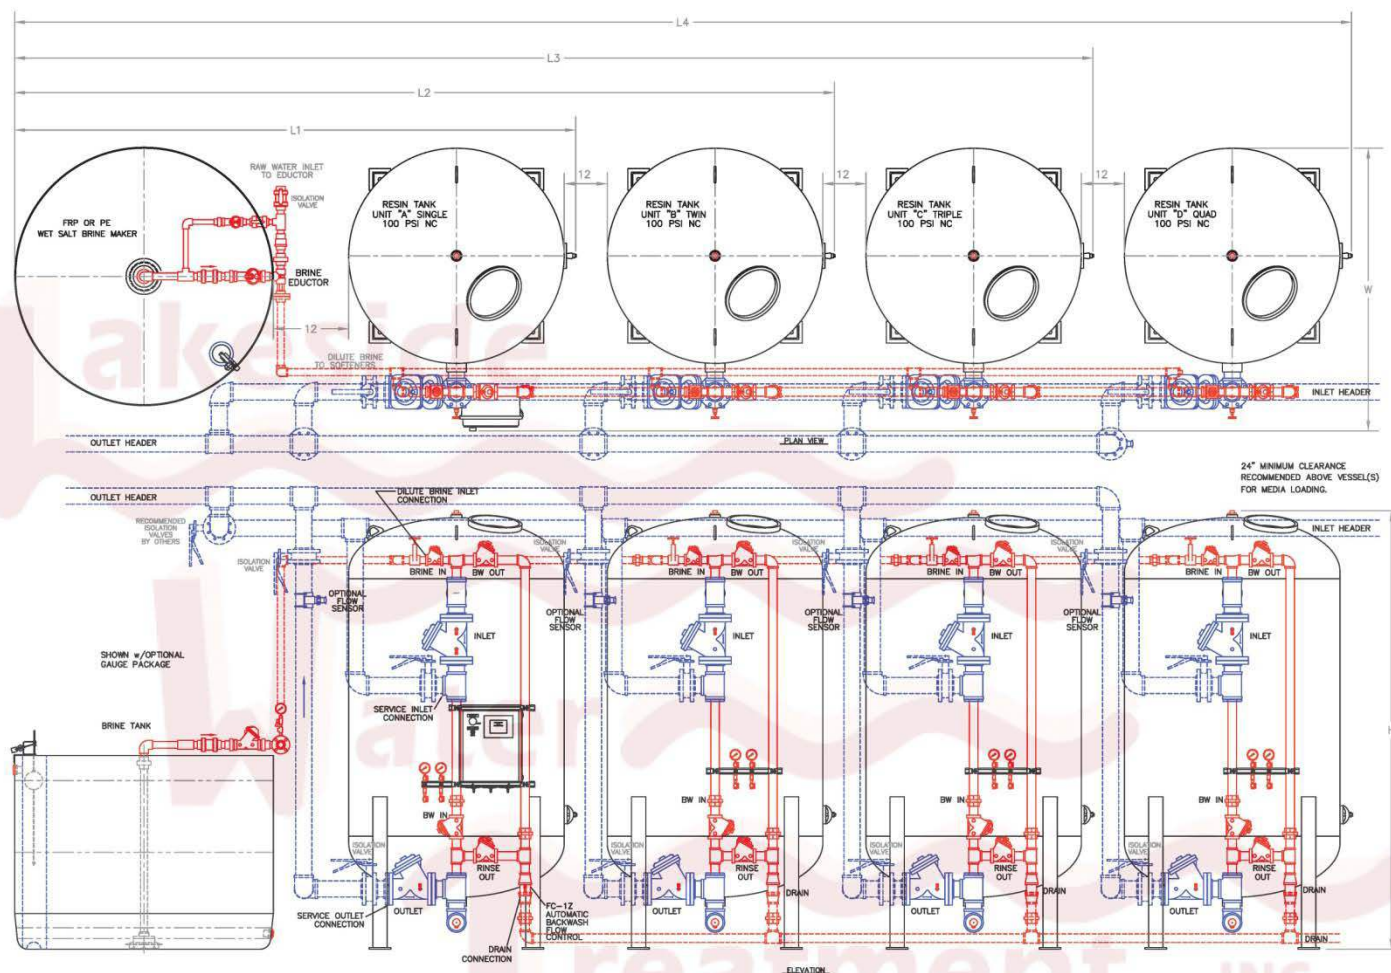 L4
L3
L2
L1
RAW WATER INLET
TO EDUCTOR
ISOLATION
VALVE
FRP OR PE
WET SALT BRINE MAKER
BRINE
EDUCTOR
RESIN TANK
UNIT "A" SINGLE
100 PSI NC
12
RESIN TANK
UNIT "B" TWIN
100 PSI NC
12
RESIN TANK
UNIT "C" TRIPLE
100 PSI NC
12
RESIN TANK
UNIT "D" QUAD
100 PSI NC
W
12
DILUTE BRINE
TO SOFTENERS
INLET HEADER
OUTLET HEADER
PLAN VIEW
24" MINIMUM CLEARANCE
RECOMMENDED ABOVE VESSEL(S)
FOR MEDIA LOADING.
OUTLET HEADER
DILUTE BRINE INLET
CONNECTION
INLET HEADER
RECOMMENDED
ISOLATION
VALVES
BY OTHERS
ISOLATION
VALVE
BRINE IN
BW OUT
ISOLATION
VALVE
BRINE IN
BW OUT
ISOLATION
VALVE
BRINE IN
BW OUT
ISOLATION
VALVE
BRINE IN
BW OUT
OPTIONAL
FLOW
SENSOR
OPTIONAL
FLOW
SENSOR
OPTIONAL
FLOW
SENSOR
OPTIONAL
FLOW
SENSOR
INLET
INLET
INLET
INLET
SHOWN w/OPTIONAL
GAUGE PACKAGE
SERVICE INLET
CONNECTION
BRINE TANK
BW IN
BW IN
BW IN
BW IN
ISOLATION
VALVE
ISOLATION
VALVE
ISOLATION
VALVE
ISOLATION
VALVE
RINSE
OUT
RINSE
OUT
RINSE
OUT
RINSE
OUT
SERVICE OUTLET
CONNECTION
OUTLET
OUTLET
OUTLET
OUTLET
DRAIN
DRAIN
DRAIN
FC-1Z
AUTOMATIC
BACKWASH
FLOW
CONTROL
DRAIN
CONNECTION
DRAIN
ELEVATION
Lakeside
Water
Treatment
INC